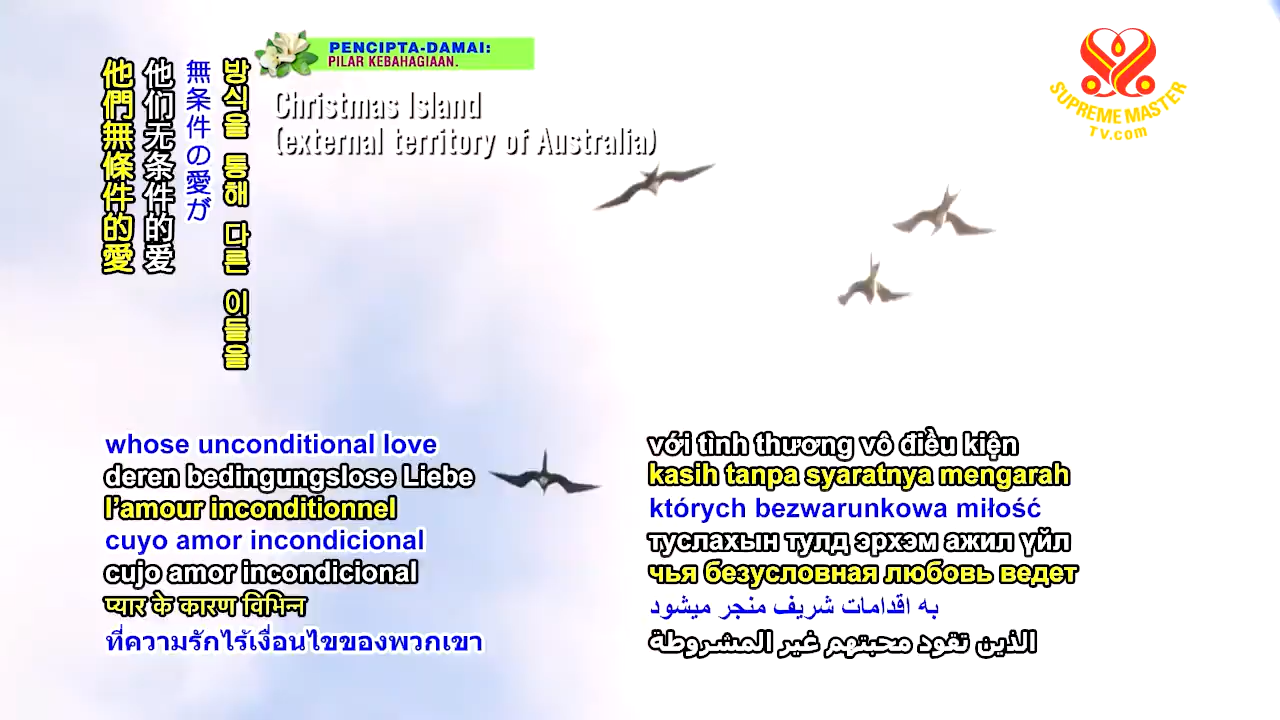 PENCIPTA-DAMAI:
PILAR KEBAHAGIAAN.
SUPREME MASTER
TV.com
Christmas Island
(external territory of Australia)
他們無條件的愛
他们无条件的爱
無条件の愛が
방식을 통해 다른 이들을
whose unconditional love
deren bedingungslose Liebe
l'amour inconditionnel
cuyo amor incondicional
cujo amor incondicional
प्यार के कारण विभिन्न
ที่ความรักไร้เงื่อนไขของพวกเขา
với tình thương vô điều kiện
kasih tanpa syaratnya mengarah
których bezwarunkowa miłość
туслахын тулд эрхэм ажил үйл
чья безусловная любовь ведет
به اقدامات شریف منجر میشود
الذين تقود محبتهم غير المشروطة